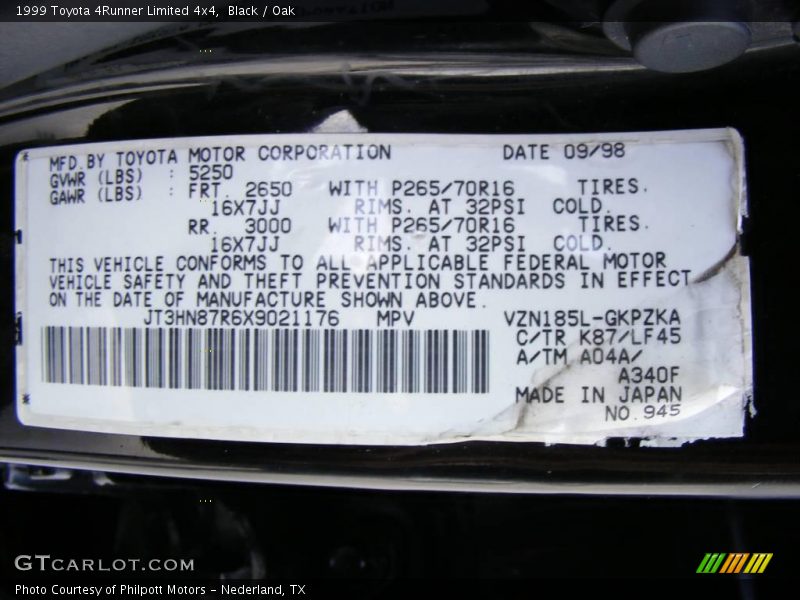 1999 Toyota 4Runner Limited 4x4, Black / Oak
MFD.BY TOYOTA MOTOR CORPORATION DATE 09/98
GVWR (LBS) : 5250
GAWR (LBS) : FRT. 2650 WITH P265/70R16 TIRES.
16X7JJ RIMS. AT 32PSI COLD.
RR. 3000 WITH P265/70R16 TIRES.
16X7JJ RIMS. AT 32PSI COLD.
THIS VEHICLE CONFORMS TO ALL APPLICABLE FEDERAL MOTOR
VEHICLE SAFETY AND THEFT PREVENTION STANDARDS IN EFFECT
ON THE DATE OF MANUFACTURE SHOWN ABOVE.
JT3HN87R6X9021176 MPV VZN185L-GKPZKA
C/TR K87/LF45
A/TM A04A/
A340F
MADE IN JAPAN
NO.945
GTCARLOT.COM
Photo Courtesy of Philpott Motors - Nederland, TX